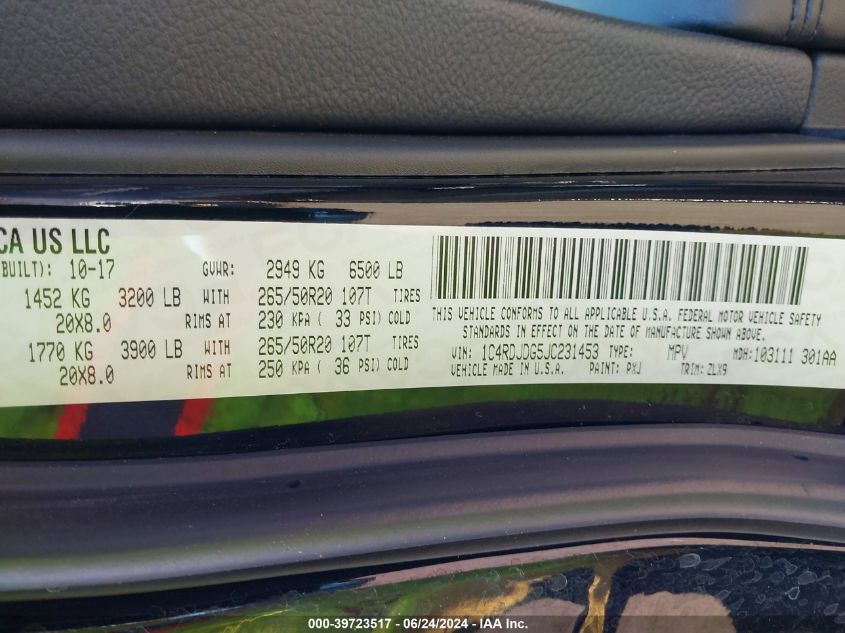 CA US LLC
BUILT): 10-17 GVWR: 2949 KG 6500 LB
1452 KG 3200 LB WITH 265/50R20 107T TIRES
20X8.0 RIMS AT 230 KPA ( 33 PSI) COLD
1770 KG 3900 LB WITH 265/50R20 107T TIRES
20X8.0 RIMS AT 250 KPA ( 36 PSI) COLD
THIS VEHICLE CONFORMS TO ALL APPLICABLE U.S.A. FEDERAL MOTOR VEHICLE SAFETY
STANDARDS IN EFFECT ON THE DATE OF MANUFACTURE SHOWN ABOVE.
VIN: 1C4RDJDG5JC231453 TYPE: MPV MDH: 103111 301AA
VEHICLE MADE IN U.S.A. PAINT: PXJ TRIM: ZLX9
000-39723517 - 06/24/2024 - IAA Inc.